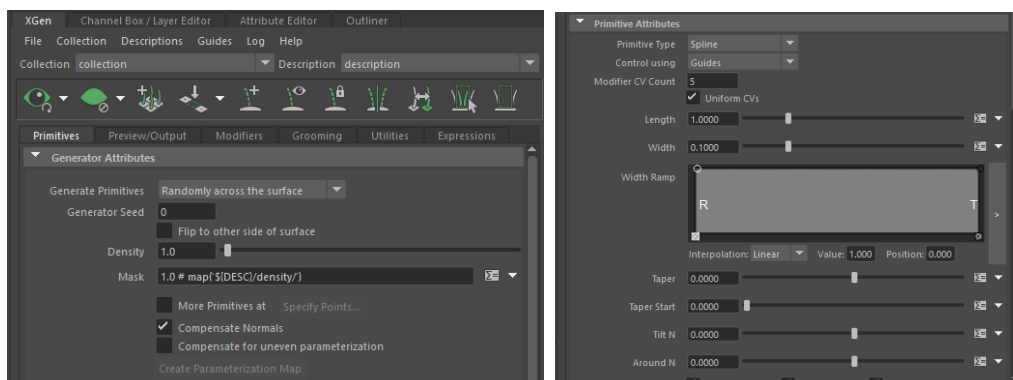 XGen Channel Box / Layer Editor Attribute Editor Outliner
File Collection Descriptions Guides Log Help
Collection collection Description description
Primitives Preview/Output Modifiers Grooming Utilities Expressions
Generator Attributes
Generate Primitives Randomly across the surface
Generator Seed 0
Flip to other side of surface
Density 1.0
Mask 1.0 # map('${DESC}/density/')
More Primitives at Specify Points...
Compensate Normals
Compensate for uneven parameterization
Create Parameterization Map
Primitive Attributes
Primitive Type Spline
Control using Guides
Modifier CV Count 5
Uniform CVs
Length 1.0000
Width 0.1000
Width Ramp
R T
>
Interpolation: Linear Value: 1.000 Position: 0.000
Taper 0.0000
Taper Start 0.0000
Tilt N 0.0000
Around N 0.0000